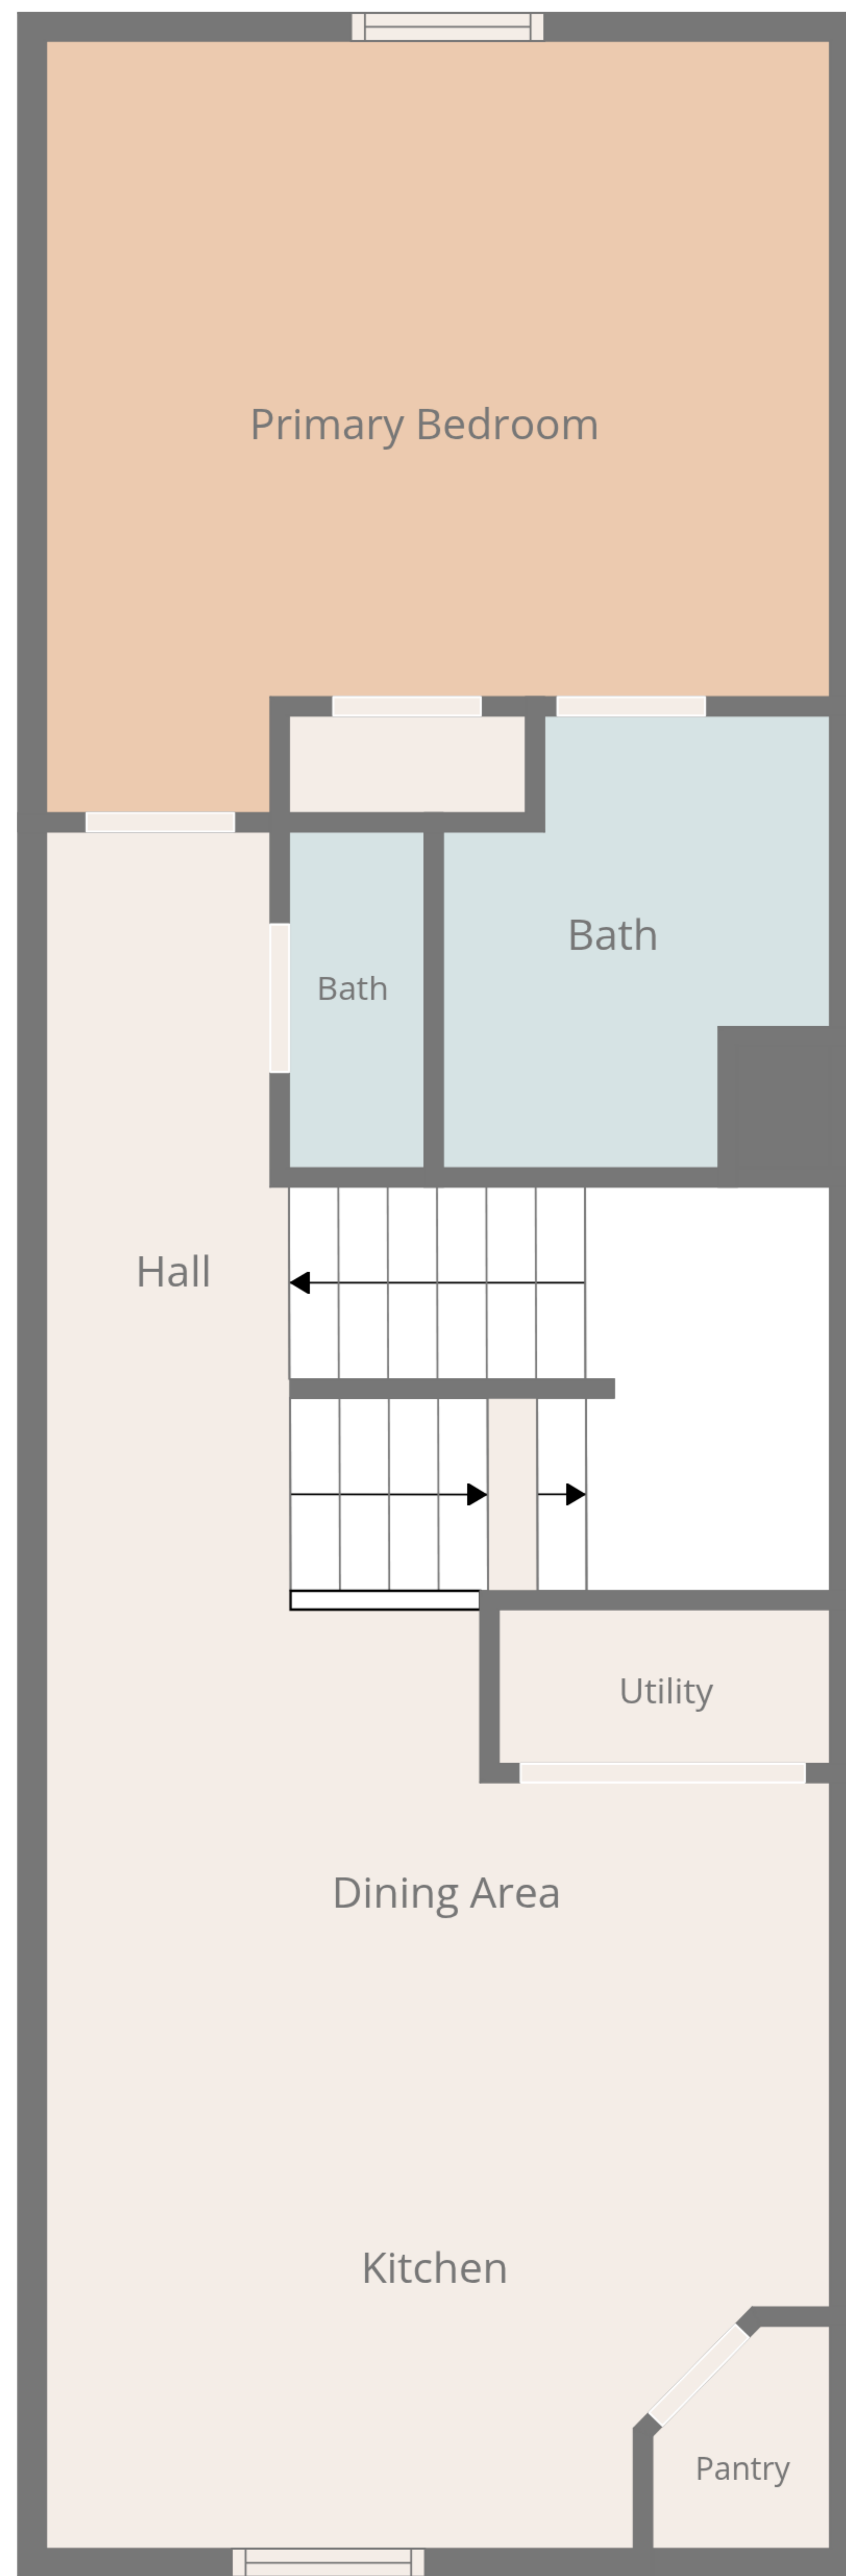 Primary Bedroom
Bath
Bath
Hall
Utility
Dining Area
Kitchen
Pantry